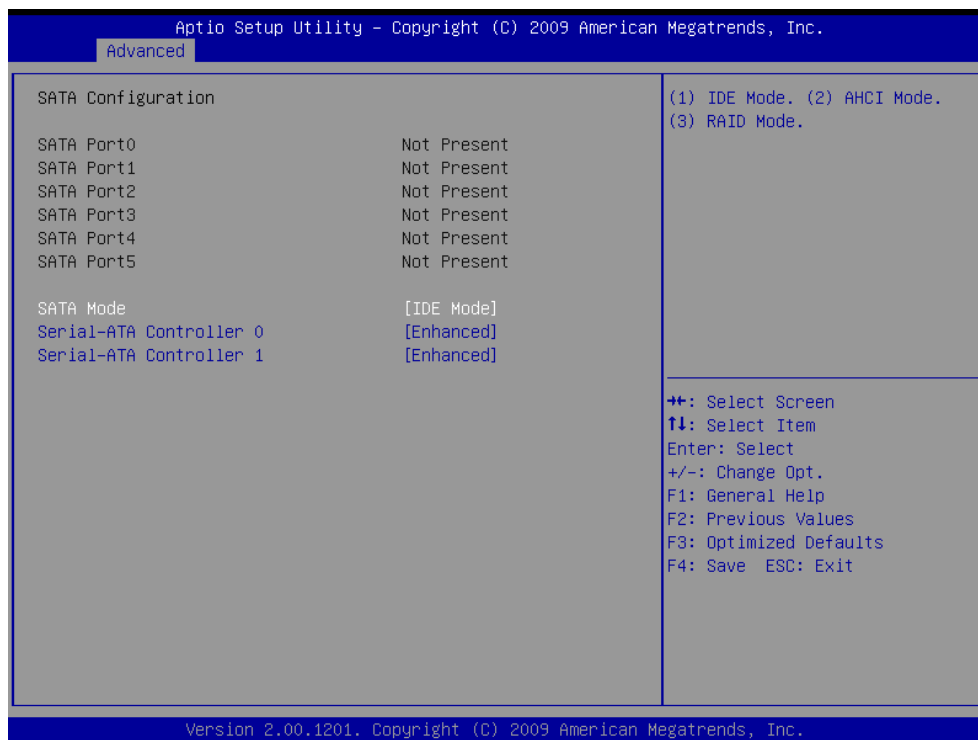 Aptio Setup Utility – Copyright (C) 2009 American Megatrends, Inc.
Advanced
SATA Configuration
SATA Port0 Not Present
SATA Port1 Not Present
SATA Port2 Not Present
SATA Port3 Not Present
SATA Port4 Not Present
SATA Port5 Not Present
SATA Mode [IDE Mode]
Serial-ATA Controller 0 [Enhanced]
Serial-ATA Controller 1 [Enhanced]
(1) IDE Mode. (2) AHCI Mode.
(3) RAID Mode.
→←: Select Screen
↑↓: Select Item
Enter: Select
+/-: Change Opt.
F1: General Help
F2: Previous Values
F3: Optimized Defaults
F4: Save ESC: Exit
Version 2.00.1201. Copyright (C) 2009 American Megatrends, Inc.